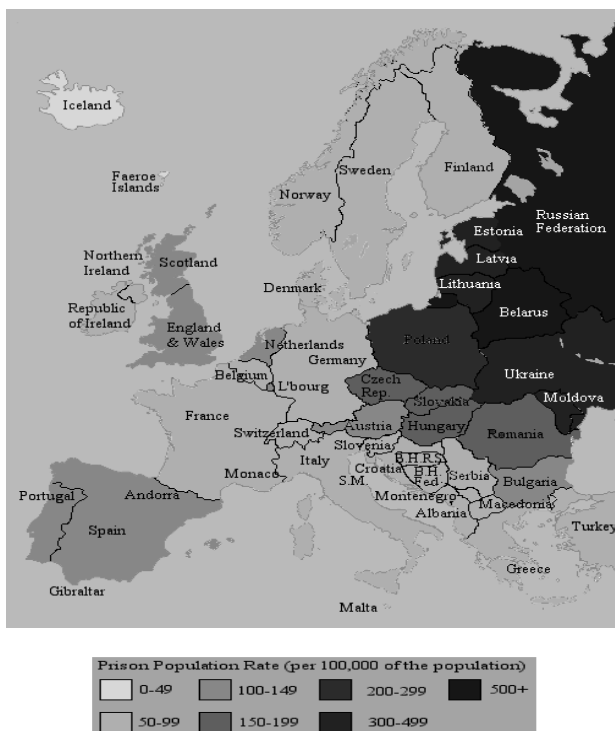 Iceland
Faeroe
Islands
Sweden
Finland
Norway
Russian
Federation
Estonia
Latvia
Lithuania
Northern
Ireland
Scotland
Denmark
Republic
of Ireland
England
& Wales
Belarus
Netherlands
Germany
Poland
Belgium
L'bourg
Czech
Rep.
Ukraine
Slovakia
Moldova
France
Austria
Hungary
Romania
Switzerland
Slovenia
Italy
B.H.R.S.
Croatia
B.H.
Fed.
Serbia
Bulgaria
Monaco
S.M.
Montenegro
Macedonia
Albania
Portugal
Andorra
Spain
Turkey
Greece
Gibraltar
Malta
Prison Population Rate (per 100,000 of the population)
0-49 100-149 200-299 500+
50-99 150-199 300-499